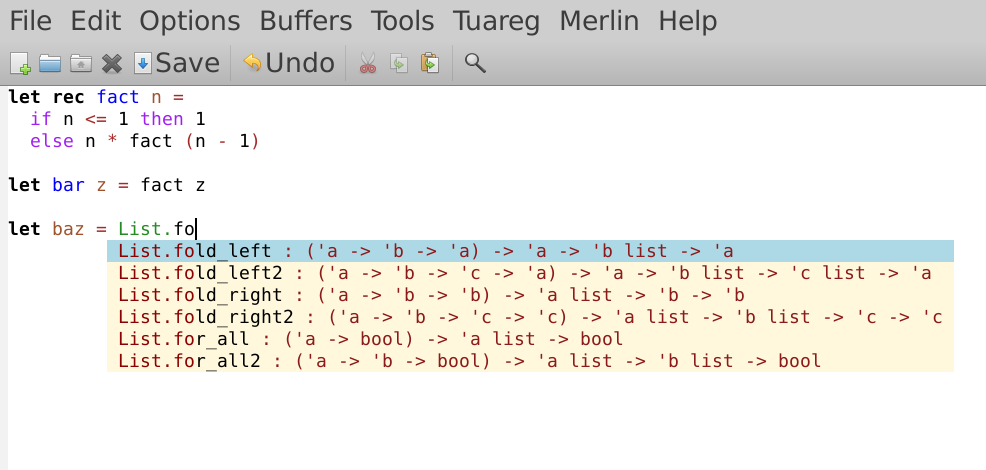 File Edit Options Buffers Tools Tuareg Merlin Help
Save Undo
let rec fact n =
  if n <= 1 then 1
  else n * fact (n - 1)
let bar z = fact z
let baz = List.fo
List.fold_left : ('a -> 'b -> 'a) -> 'a -> 'b list -> 'a
List.fold_left2 : ('a -> 'b -> 'c -> 'a) -> 'a -> 'b list -> 'c list -> 'a
List.fold_right : ('a -> 'b -> 'b) -> 'a list -> 'b -> 'b
List.fold_right2 : ('a -> 'b -> 'c -> 'c) -> 'a list -> 'b list -> 'c -> 'c
List.for_all : ('a -> bool) -> 'a list -> bool
List.for_all2 : ('a -> 'b -> bool) -> 'a list -> 'b list -> bool